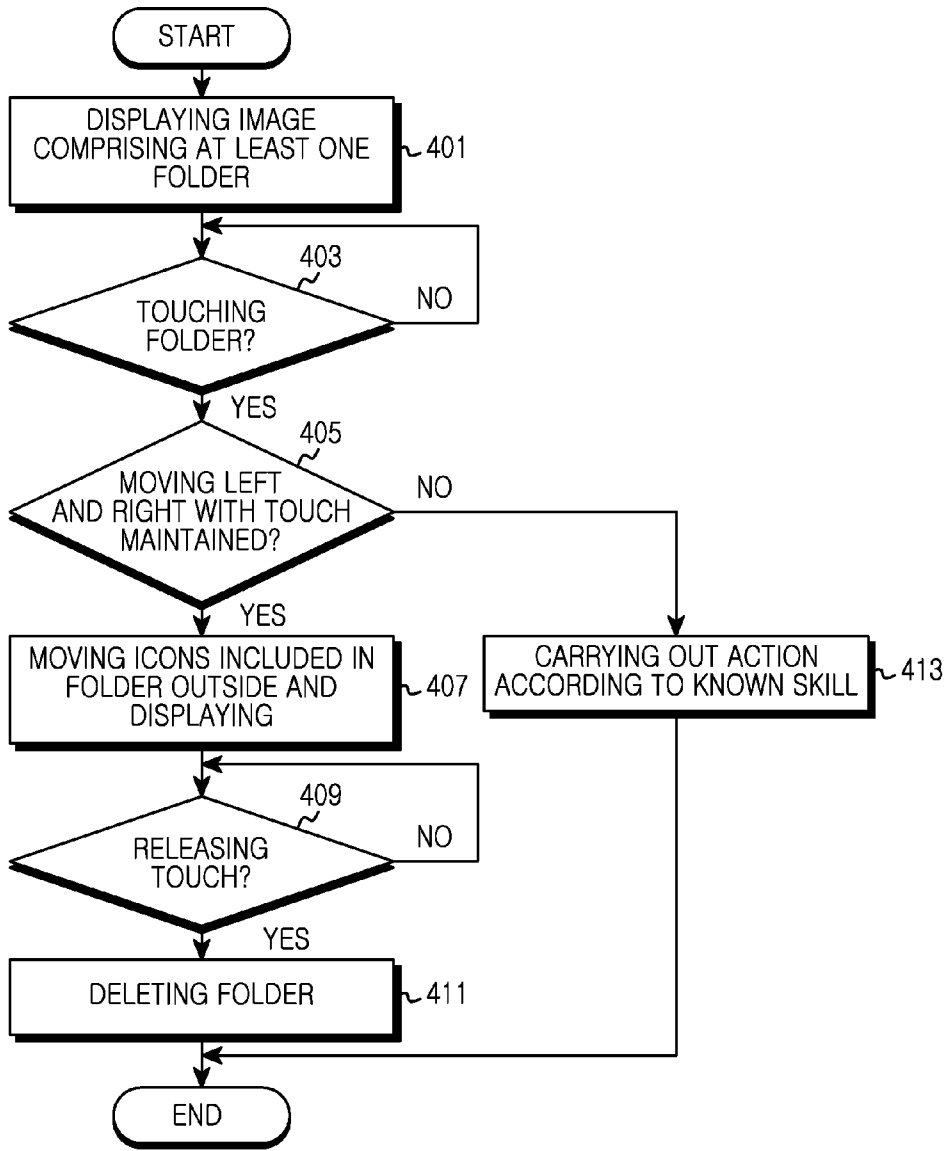 START
DISPLAYING IMAGE
COMPRISING AT LEAST ONE
FOLDER
401
403
TOUCHING
FOLDER?
NO
YES
405
MOVING LEFT
AND RIGHT WITH TOUCH
MAINTAINED?
NO
YES
MOVING ICONS INCLUDED IN
FOLDER OUTSIDE AND
DISPLAYING
407
CARRYING OUT ACTION
ACCORDING TO KNOWN SKILL
413
409
RELEASING
TOUCH?
NO
YES
DELETING FOLDER
411
END